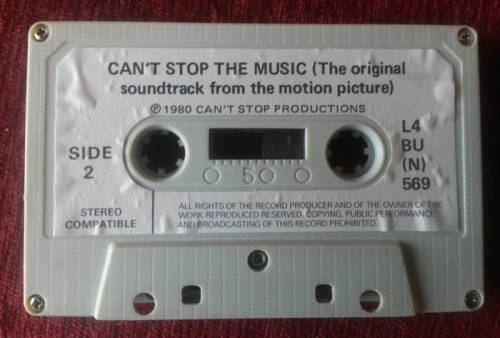 CAN'T STOP THE MUSIC (The original
soundtrack from the motion picture)
℗ 1980 CAN'T STOP PRODUCTIONS
SIDE
2
50
L4
BU
(N)
569
STEREO
COMPATIBLE
ALL RIGHTS OF THE RECORD PRODUCER AND OF THE OWNER OF THE
WORK REPRODUCED RESERVED. COPYING, PUBLIC PERFORMANCE
AND BROADCASTING OF THIS RECORD PROHIBITED.